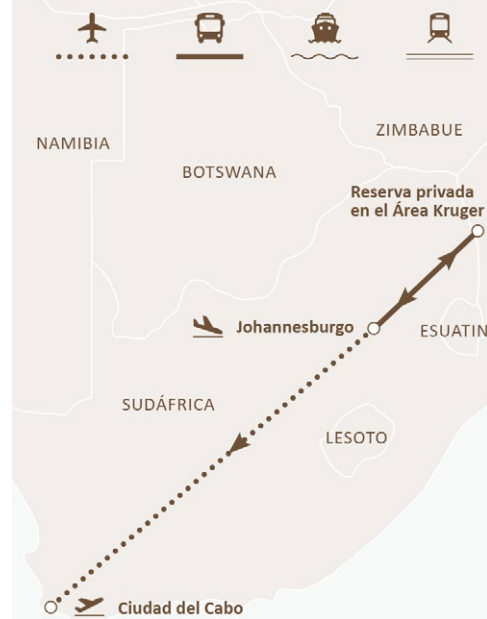 NAMIBIA
ZIMBABUE
BOTSWANA
Reserva privada
en el Área Kruger
Johannesburgo
ESUATIN
SUDÁFRICA
LESOTO
Ciudad del Cabo